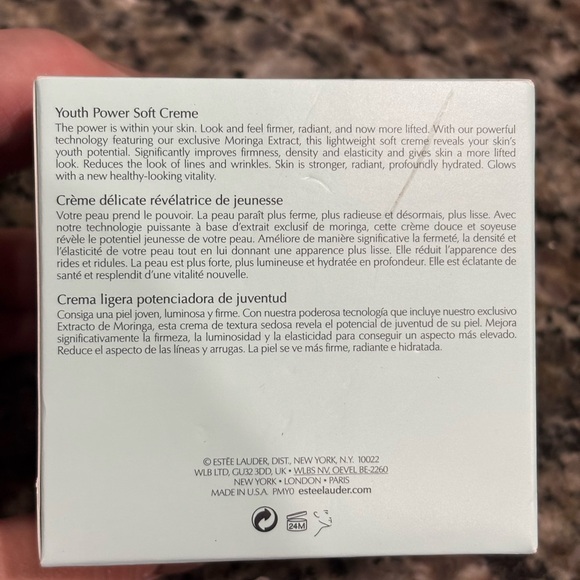 Youth Power Soft Creme
The power is within your skin. Look and feel firmer, radiant, and now more lifted. With our powerful
technology featuring our exclusive Moringa Extract, this lightweight soft creme reveals your skin's
youth potential. Significantly improves firmness, density and elasticity and gives skin a more lifted
look. Reduces the look of lines and wrinkles. Skin is stronger, radiant, profoundly hydrated. Glows
with a new healthy-looking vitality.
Crème délicate révélatrice de jeunesse
Votre peau prend le pouvoir. La peau paraît plus ferme, plus radieuse et désormais, plus lisse. Avec
notre technologie puissante à base d'extrait exclusif de moringa, cette crème douce et soyeuse
révèle le potentiel jeunesse de votre peau. Améliore de manière significative la fermeté, la densité et
l'élasticité de votre peau tout en lui donnant une apparence plus lisse. Elle réduit l'apparence des
rides et ridules. La peau est plus forte, plus lumineuse et hydratée en profondeur. Elle est éclatante de
santé et resplendit d'une vitalité nouvelle.
Crema ligera potenciadora de juventud
Consiga una piel joven, luminosa y firme. Con nuestra poderosa tecnología que incluye nuestro exclusivo
Extracto de Moringa, esta crema de textura sedosa revela el potencial de juventud de su piel. Mejora
significativamente la firmeza, la luminosidad y la elasticidad para conseguir un aspecto más elevado.
Reduce el aspecto de las líneas y arrugas. La piel se ve más firme, radiante e hidratada.
© ESTĒE LAUDER, DIST., NEW YORK, N.Y. 10022
WLB LTD, GU32 3DD, UK • WLBS NV, OEVEL BE-2260
NEW YORK • LONDON • PARIS
MADE IN U.S.A. PMY0 esteelauder.com
24M